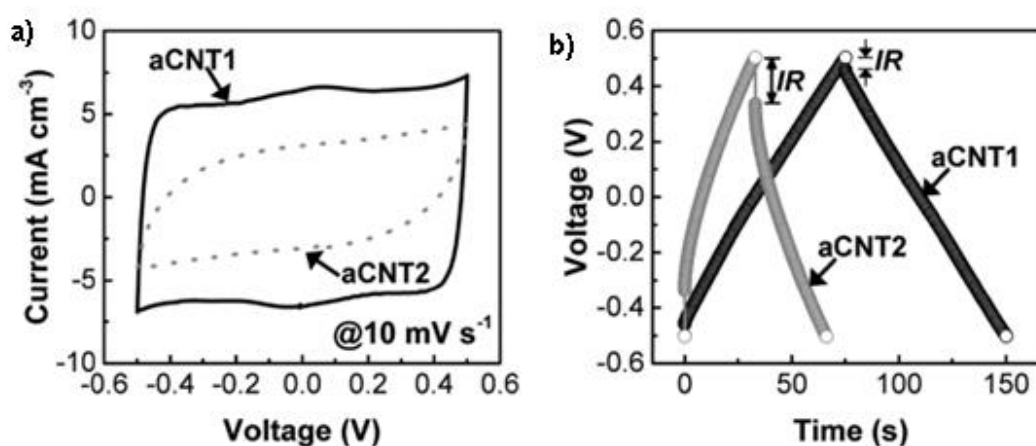 a)
10
5
0
-5
-10
Current (mA cm⁻³)
aCNT1
aCNT2
@10 mV s⁻¹
-0.6 -0.4 -0.2 0.0 0.2 0.4 0.6
Voltage (V)
b)
0.6
0.4
0.2
0.0
-0.2
-0.4
-0.6
Voltage (V)
IR
IR
aCNT1
aCNT2
0 50 100 150
Time (s)